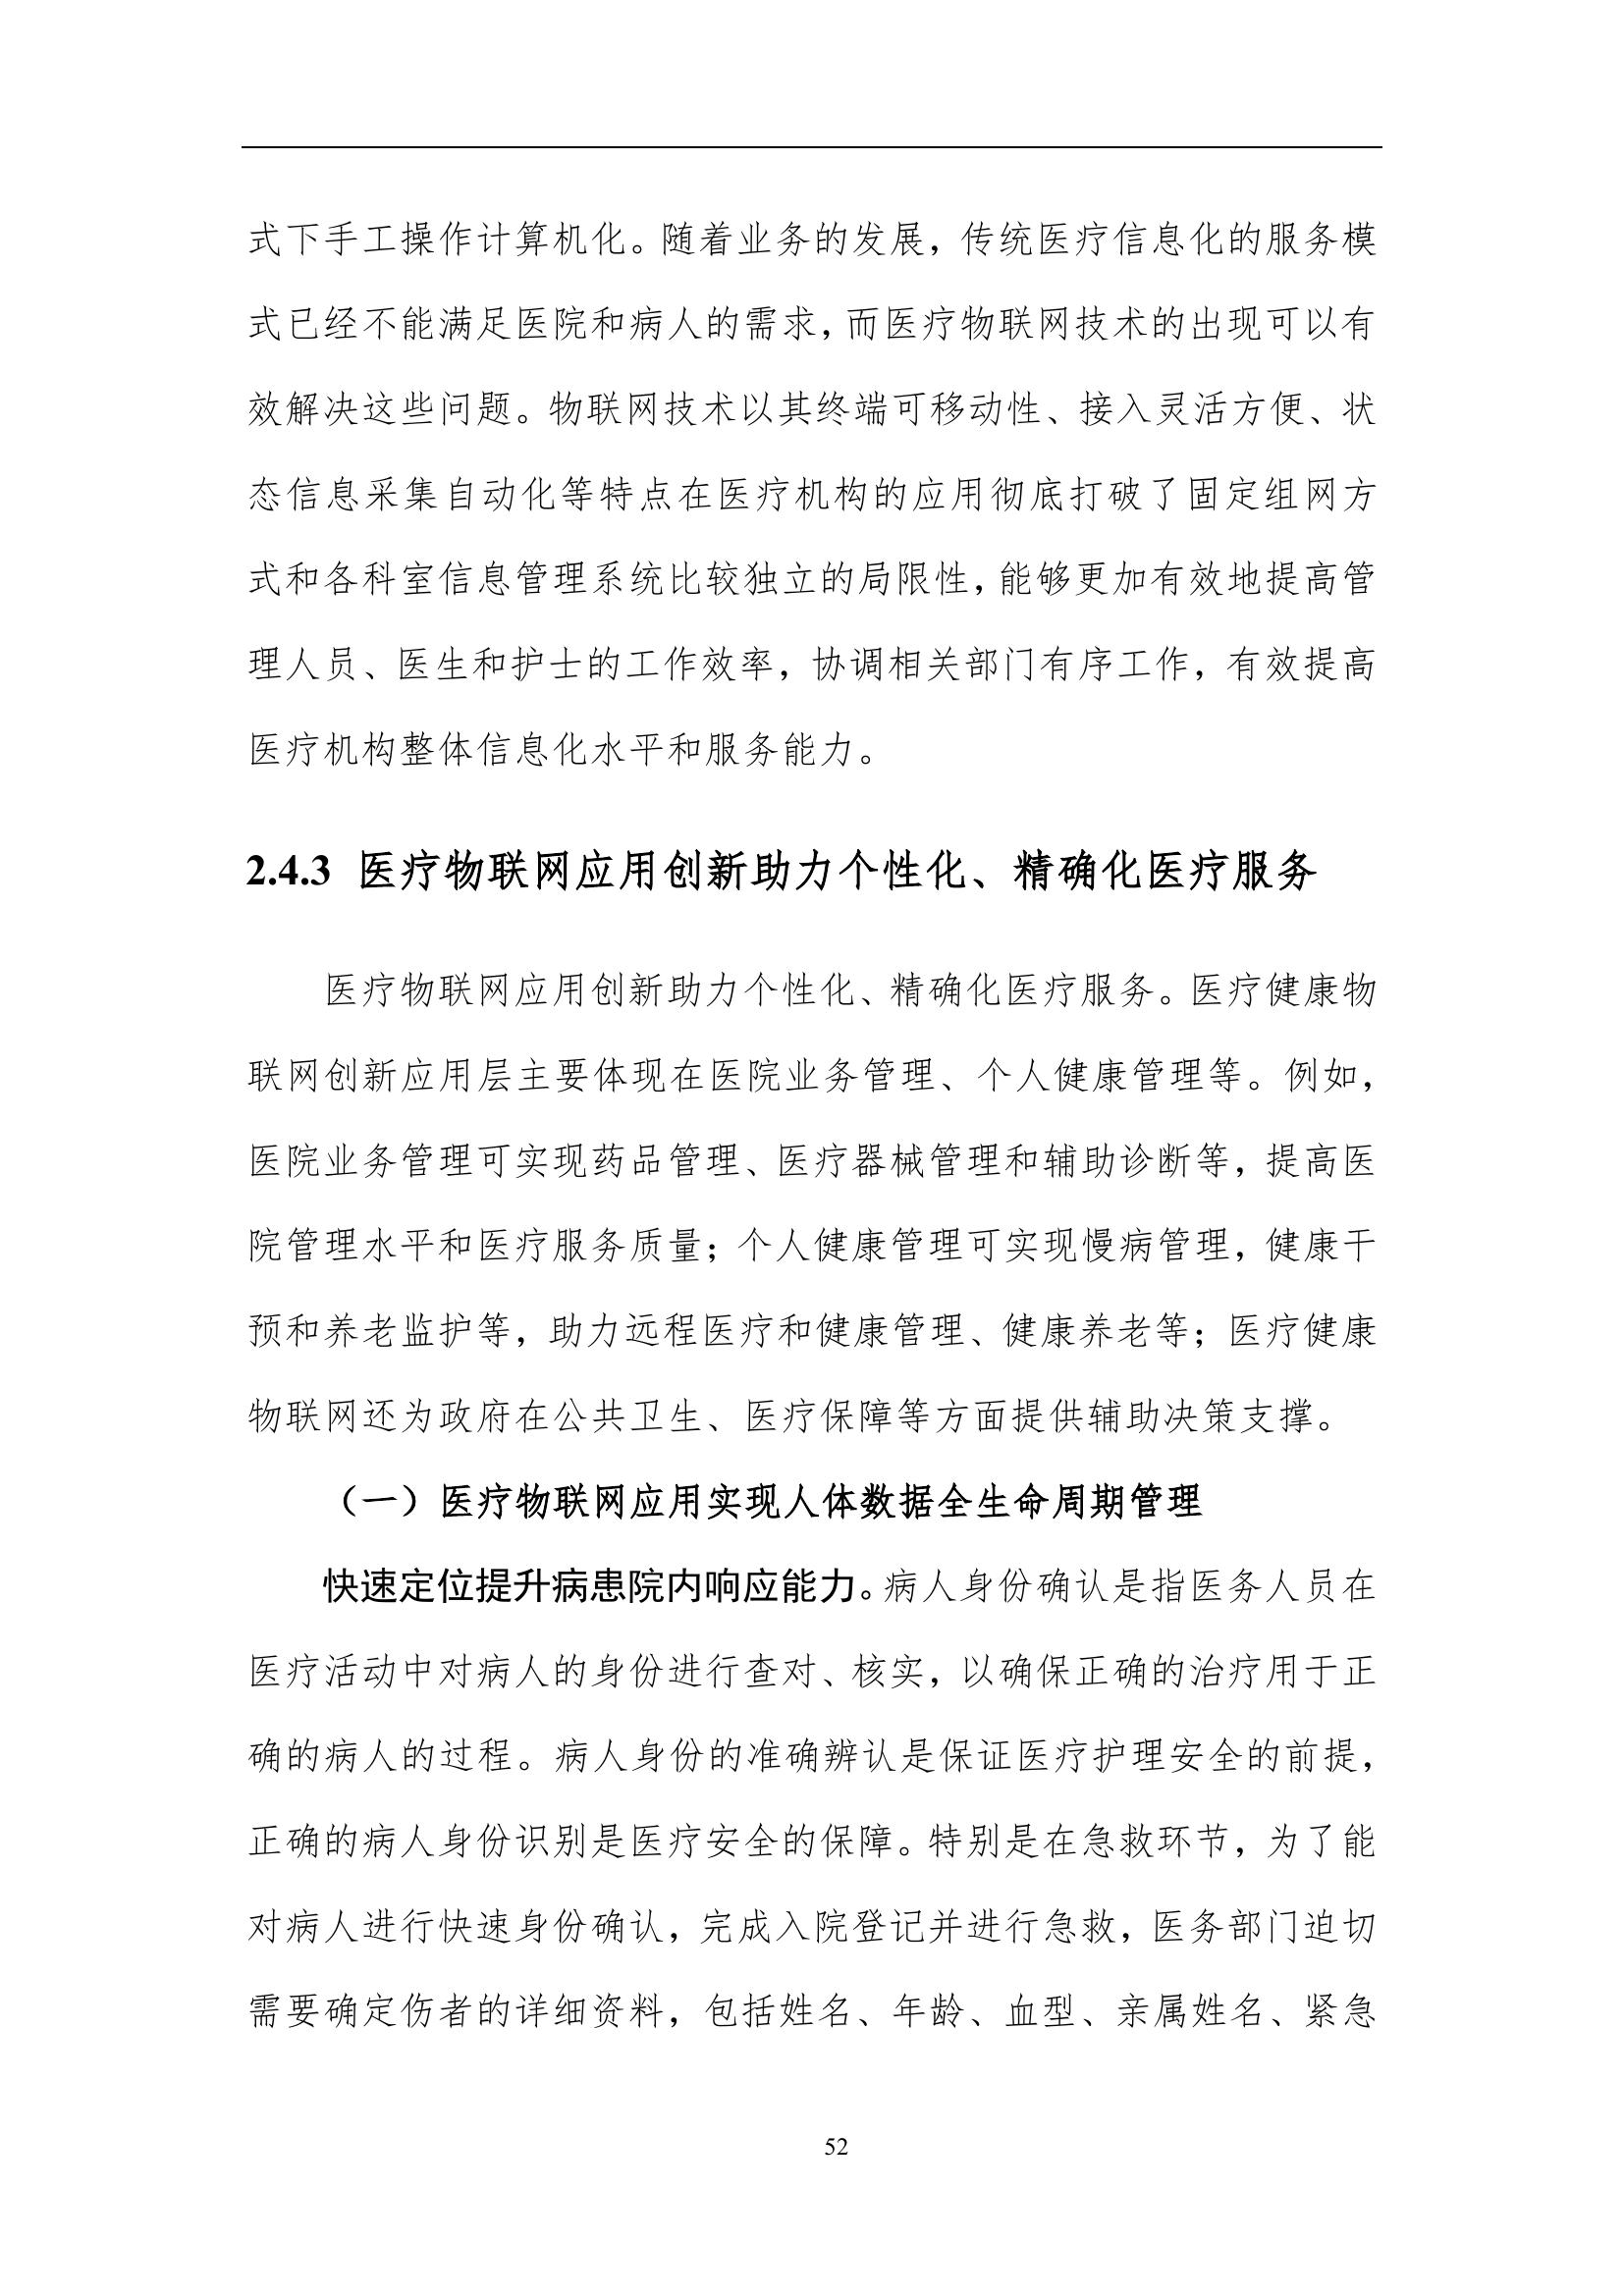 式下手工操作计算机化。随着业务的发展，传统医疗信息化的服务模
式已经不能满足医院和病人的需求，而医疗物联网技术的出现可以有
效解决这些问题。物联网技术以其终端可移动性、接入灵活方便、状
态信息采集自动化等特点在医疗机构的应用彻底打破了固定组网方
式和各科室信息管理系统比较独立的局限性，能够更加有效地提高管
理人员、医生和护士的工作效率，协调相关部门有序工作，有效提高
医疗机构整体信息化水平和服务能力。
2.4.3 医疗物联网应用创新助力个性化、精确化医疗服务
医疗物联网应用创新助力个性化、精确化医疗服务。医疗健康物
联网创新应用层主要体现在医院业务管理、个人健康管理等。例如，
医院业务管理可实现药品管理、医疗器械管理和辅助诊断等，提高医
院管理水平和医疗服务质量；个人健康管理可实现慢病管理，健康干
预和养老监护等，助力远程医疗和健康管理、健康养老等；医疗健康
物联网还为政府在公共卫生、医疗保障等方面提供辅助决策支撑。
（一）医疗物联网应用实现人体数据全生命周期管理
快速定位提升病患院内响应能力。病人身份确认是指医务人员在
医疗活动中对病人的身份进行查对、核实，以确保正确的治疗用于正
确的病人的过程。病人身份的准确辨认是保证医疗护理安全的前提，
正确的病人身份识别是医疗安全的保障。特别是在急救环节，为了能
对病人进行快速身份确认，完成入院登记并进行急救，医务部门迫切
需要确定伤者的详细资料，包括姓名、年龄、血型、亲属姓名、紧急
52